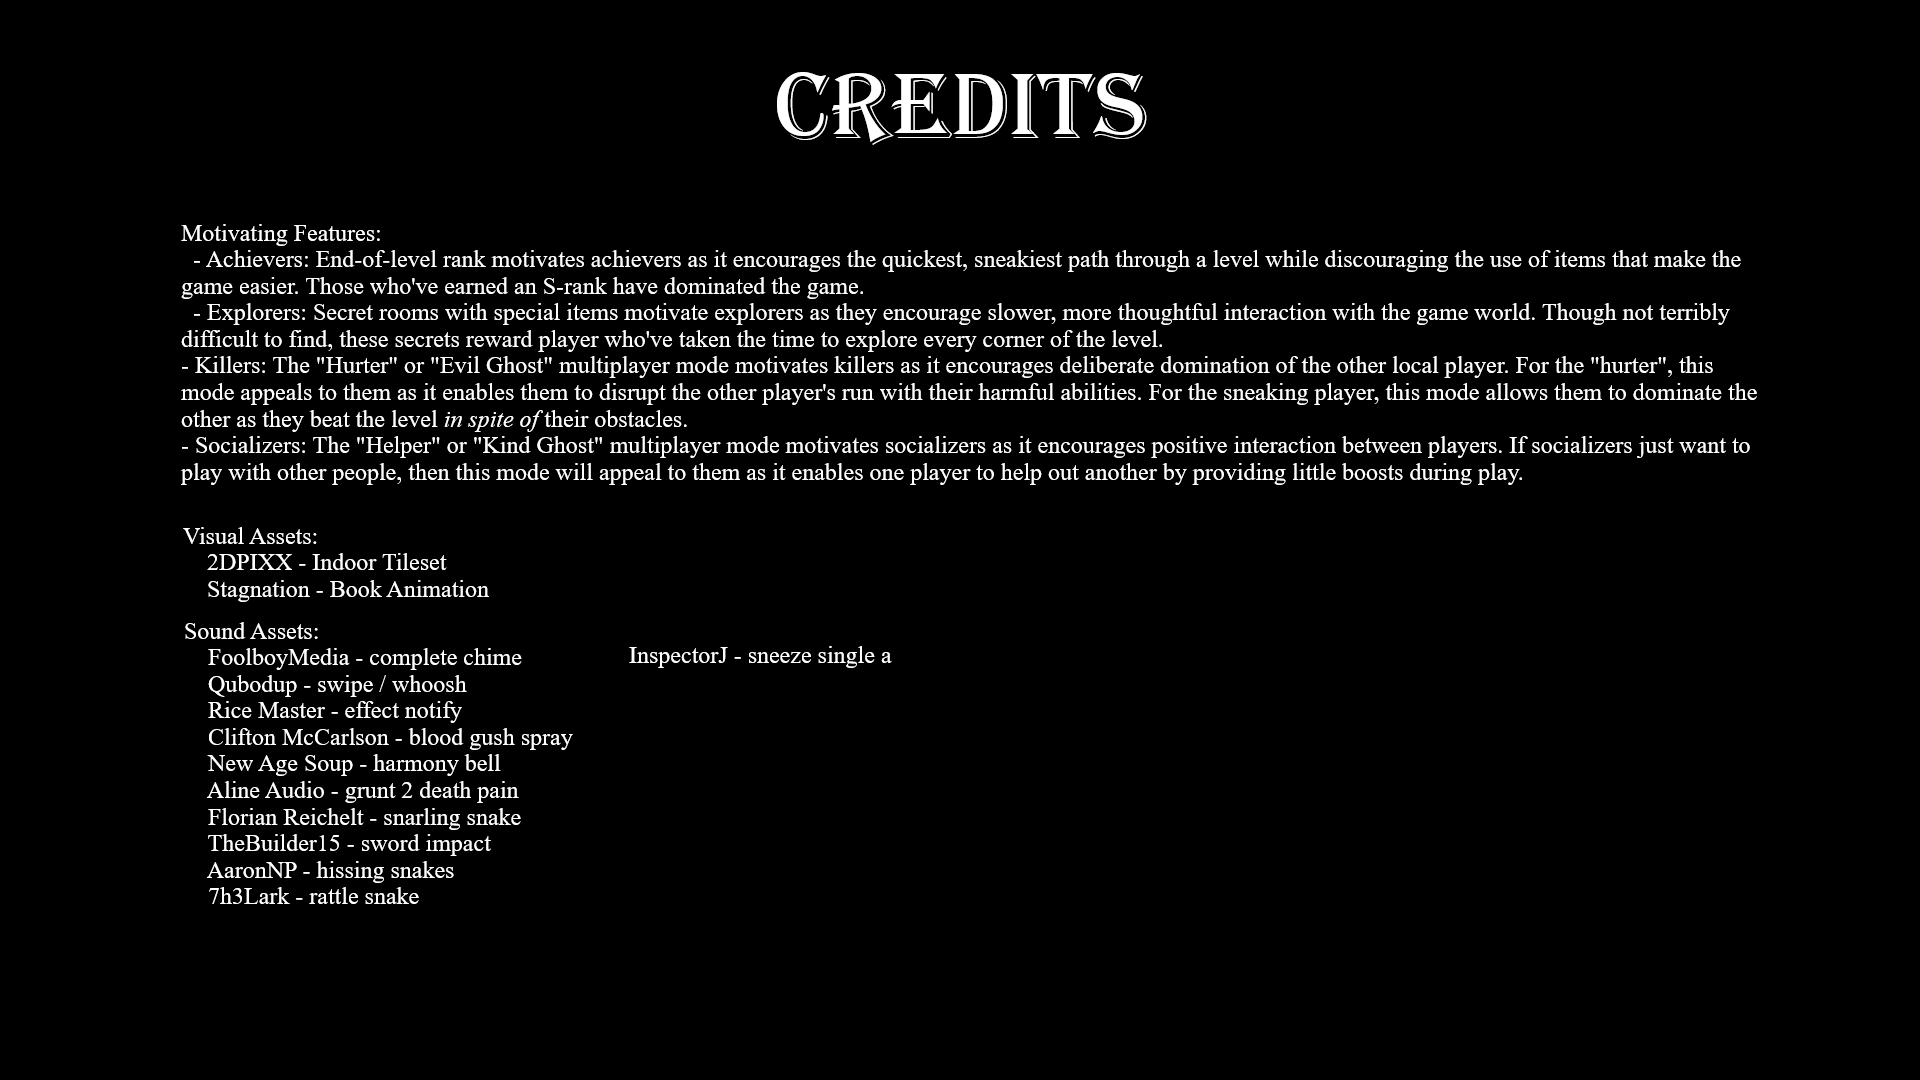 CREDITS
Motivating Features:
- Achievers: End-of-level rank motivates achievers as it encourages the quickest, sneakiest path through a level while discouraging the use of items that make the
game easier. Those who've earned an S-rank have dominated the game.
- Explorers: Secret rooms with special items motivate explorers as they encourage slower, more thoughtful interaction with the game world. Though not terribly
difficult to find, these secrets reward player who've taken the time to explore every corner of the level.
- Killers: The "Hurter" or "Evil Ghost" multiplayer mode motivates killers as it encourages deliberate domination of the other local player. For the "hurter", this
mode appeals to them as it enables them to disrupt the other player's run with their harmful abilities. For the sneaking player, this mode allows them to dominate the
other as they beat the level in spite of their obstacles.
- Socializers: The "Helper" or "Kind Ghost" multiplayer mode motivates socializers as it encourages positive interaction between players. If socializers just want to
play with other people, then this mode will appeal to them as it enables one player to help out another by providing little boosts during play.
Visual Assets:
2DPIXX - Indoor Tileset
Stagnation - Book Animation
Sound Assets:
FoolboyMedia - complete chime
Qubodup - swipe / whoosh
Rice Master - effect notify
Clifton McCarlson - blood gush spray
New Age Soup - harmony bell
Aline Audio - grunt 2 death pain
Florian Reichelt - snarling snake
TheBuilder15 - sword impact
AaronNP - hissing snakes
7h3Lark - rattle snake
InspectorJ - sneeze single a